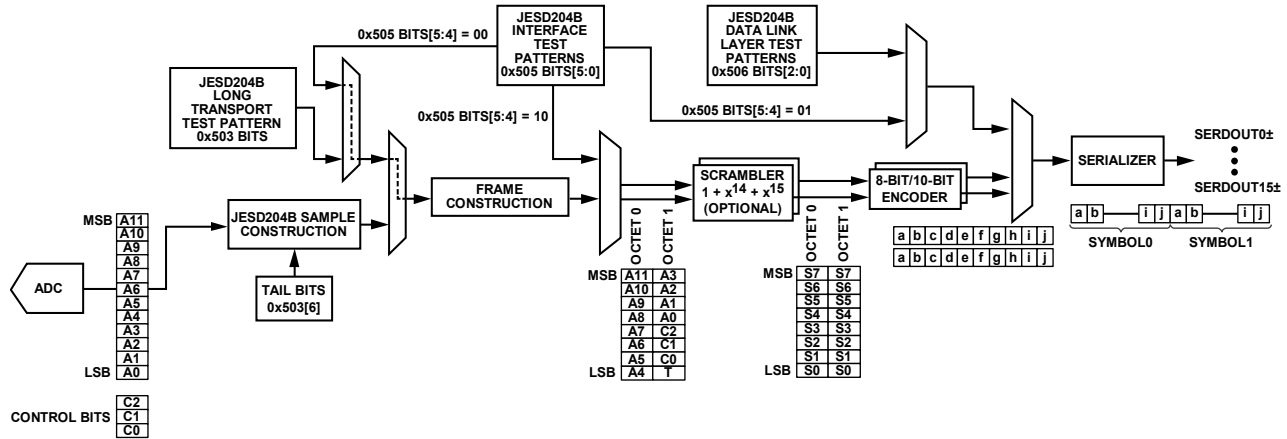 0x505 BITS[5:4] = 00
JESD204B
INTERFACE
TEST
PATTERNS
0x505 BITS[5:0]
JESD204B
DATA LINK
LAYER TEST
PATTERNS
0x506 BITS[2:0]
JESD204B
LONG
TRANSPORT
TEST PATTERN
0x503 BITS
0x505 BITS[5:4] = 10
0x505 BITS[5:4] = 01
ADC
MSB A11
A10
A9
A8
A7
A6
A5
A4
A3
A2
A1
LSB A0
CONTROL BITS
C2
C1
C0
JESD204B SAMPLE
CONSTRUCTION
TAIL BITS
0x503[6]
FRAME
CONSTRUCTION
OCTET 0
OCTET 1
MSB A11 A3
A10 A2
A9 A1
A8 A0
A7 C2
A6 C1
A5 C0
LSB A4 T
SCRAMBLER
1 + x14 + x15
(OPTIONAL)
OCTET 0
OCTET 1
MSB S7 S7
S6 S6
S5 S5
S4 S4
S3 S3
S2 S2
S1 S1
LSB S0 S0
8-BIT/10-BIT
ENCODER
a b c d e f g h i j
a b c d e f g h i j
SERIALIZER
SERDOUT0±
SERDOUT15±
a b i j a b i j
SYMBOL0 SYMBOL1